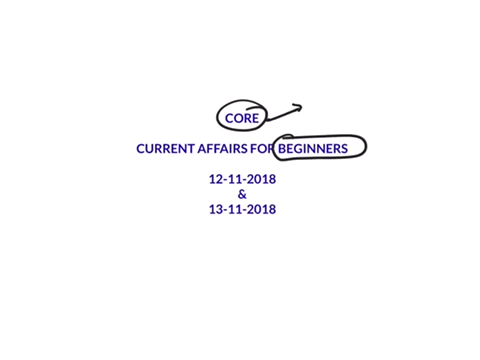 CORE
CURRENT AFFAIRS FOR BEGINNERS
12-11-2018
&
13-11-2018